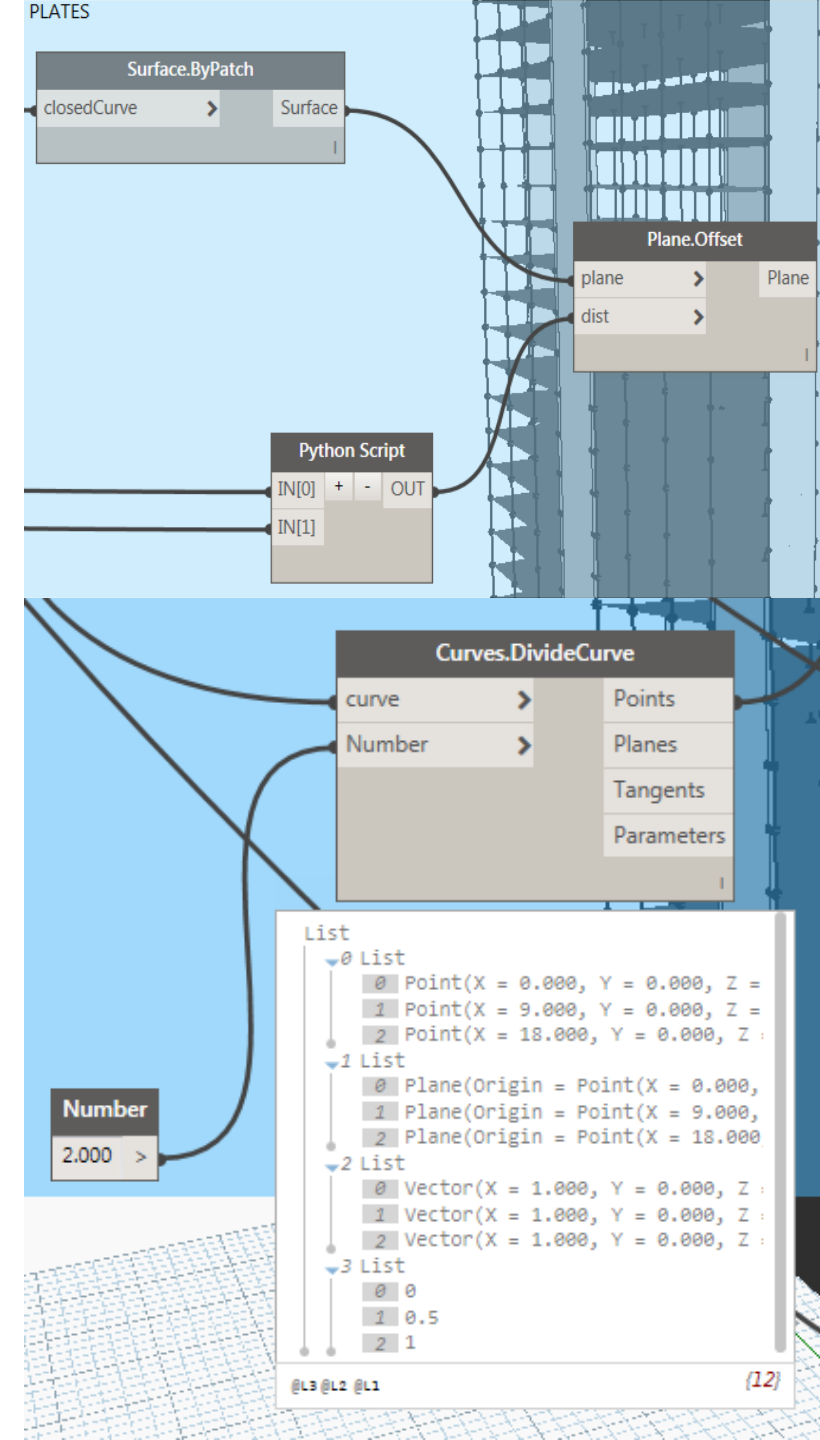 PLATES
Surface.ByPatch
closedCurve > Surface
Plane.Offset
plane > Plane
dist >
Python Script
IN[0] + - OUT
IN[1]
Curves.DivideCurve
curve > Points
Number > Planes
Tangents
Parameters
List
0 List
0 Point(X = 0.000, Y = 0.000, Z =
1 Point(X = 9.000, Y = 0.000, Z =
2 Point(X = 18.000, Y = 0.000, Z
1 List
0 Plane(Origin = Point(X = 0.000,
1 Plane(Origin = Point(X = 9.000,
2 Plane(Origin = Point(X = 18.000
Number
2.000 >
2 List
0 Vector(X = 1.000, Y = 0.000, Z
1 Vector(X = 1.000, Y = 0.000, Z
2 Vector(X = 1.000, Y = 0.000, Z
3 List
0 0
1 0.5
2 1
@L3 @L2 @L1 {12}